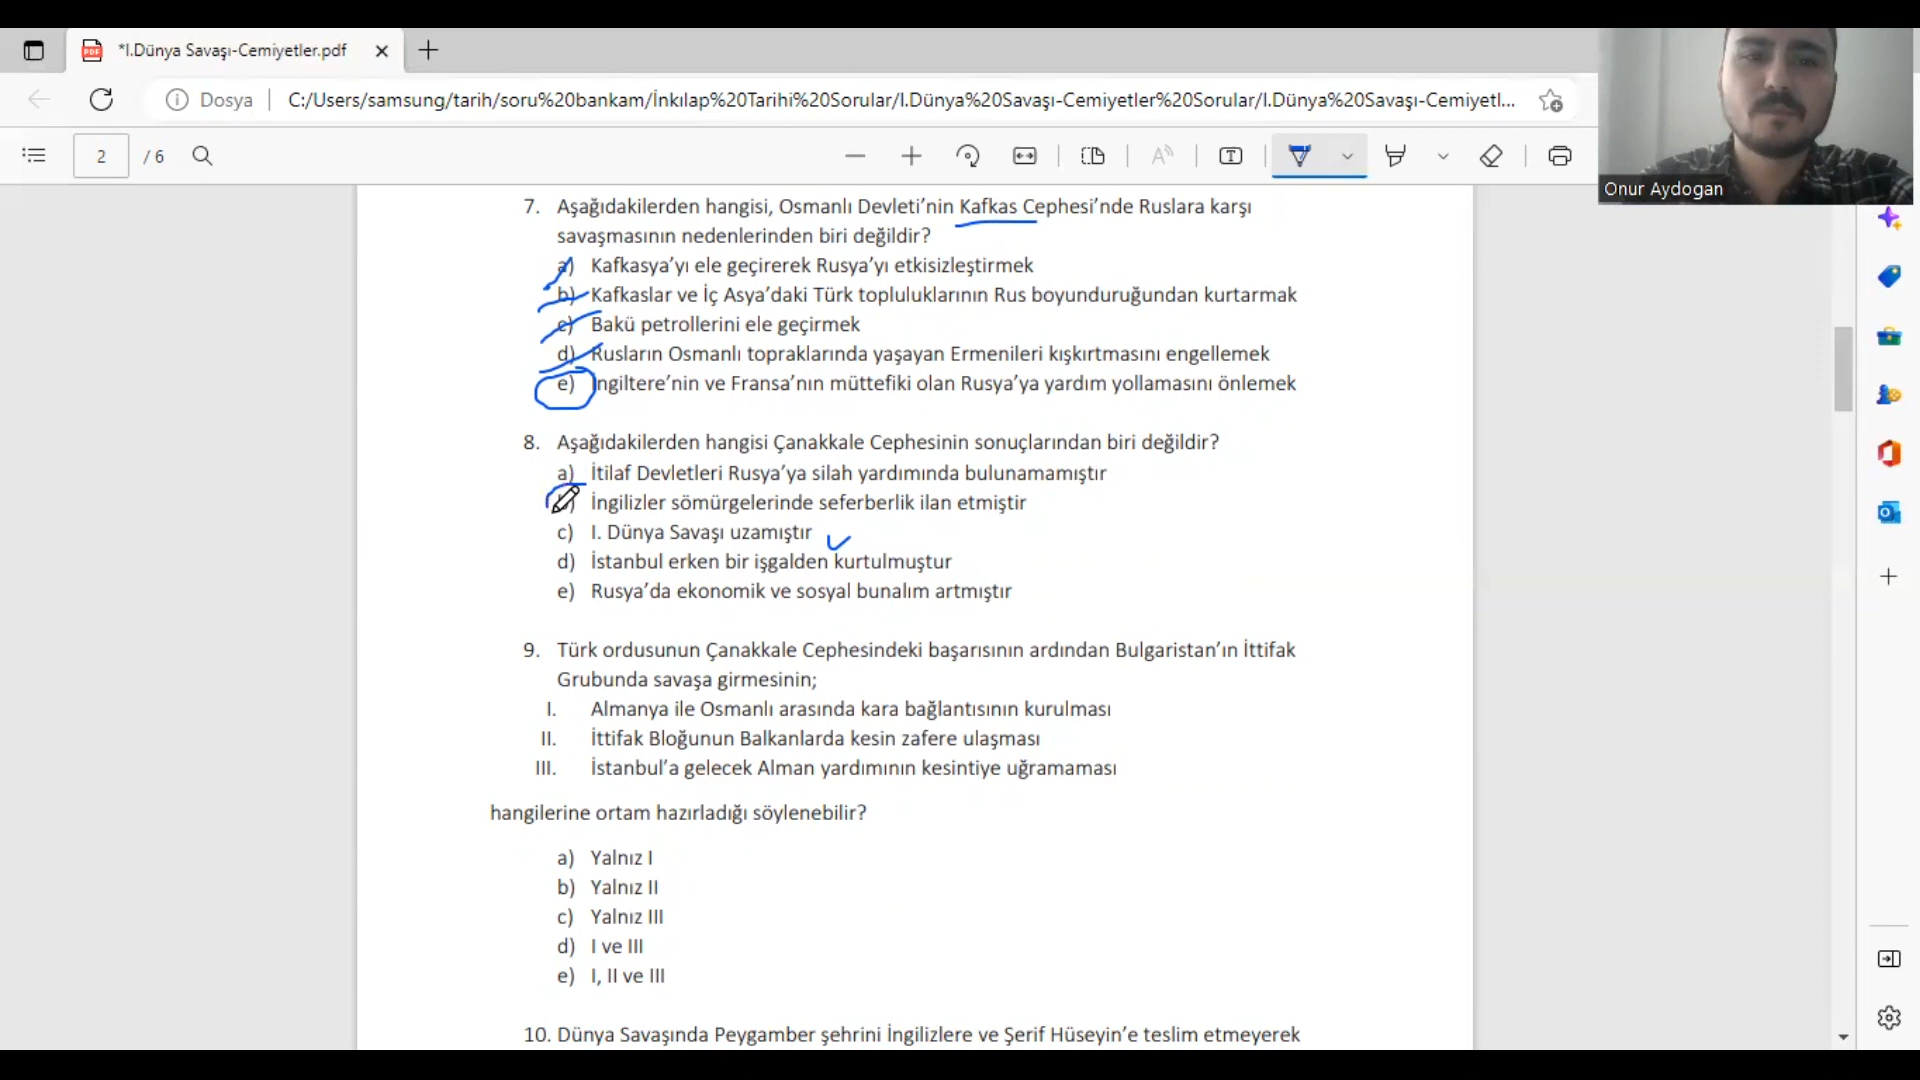 *I.Dünya Savaşı-Cemiyetler.pdf
Dosya
C:/Users/samsung/tarih/soru%20bankam/İnkılap%20Tarihi%20Sorular/I.Dünya%20Savaşı-Cemiyetler%20Sorular/I.Dünya%20Savaşı-Cemiyetl...
2 / 6
Onur Aydogan
7. Aşağıdakilerden hangisi, Osmanlı Devleti’nin Kafkas Cephesi’nde Ruslara karşı
savaşmasının nedenlerinden biri değildir?
a) Kafkasya’yı ele geçirerek Rusya’yı etkisizleştirmek
b) Kafkaslar ve İç Asya’daki Türk topluluklarının Rus boyunduruğundan kurtarmak
c) Bakü petrollerini ele geçirmek
d) Rusların Osmanlı topraklarında yaşayan Ermenileri kışkırtmasını engellemek
e) İngiltere’nin ve Fransa’nın müttefiki olan Rusya’ya yardım yollamasını önlemek
8. Aşağıdakilerden hangisi Çanakkale Cephesinin sonuçlarından biri değildir?
a) İtilaf Devletleri Rusya’ya silah yardımında bulunamamıştır
İngilizler sömürgelerinde seferberlik ilan etmiştir
c) I. Dünya Savaşı uzamıştır
d) İstanbul erken bir işgalden kurtulmuştur
e) Rusya’da ekonomik ve sosyal bunalım artmıştır
9. Türk ordusunun Çanakkale Cephesindeki başarısının ardından Bulgaristan’ın İttifak
Grubunda savaşa girmesinin;
I. Almanya ile Osmanlı arasında kara bağlantısının kurulması
II. İttifak Bloğunun Balkanlarda kesin zafere ulaşması
III. İstanbul’a gelecek Alman yardımının kesintiye uğramaması
hangilerine ortam hazırladığı söylenebilir?
a) Yalnız I
b) Yalnız II
c) Yalnız III
d) I ve III
e) I, II ve III
10. Dünya Savaşında Peygamber şehrini İngilizlere ve Şerif Hüseyin’e teslim etmeyerek